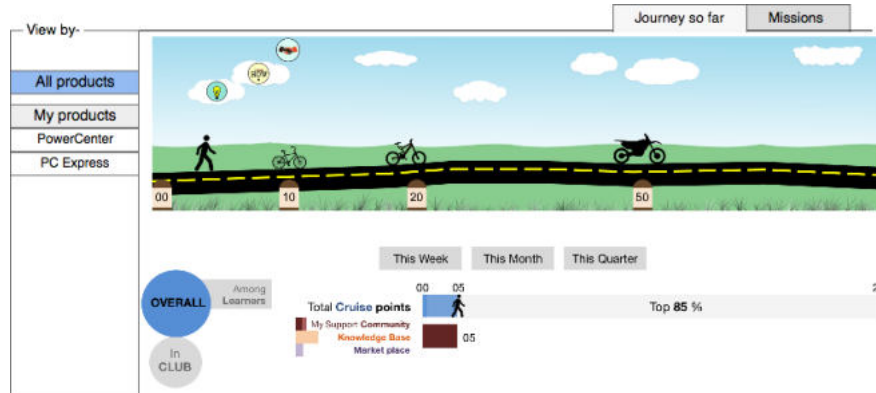 Journey so far
Missions
View by-
All products
My products
PowerCenter
PC Express
HOW
00
10
20
50
This Week
This Month
This Quarter
OVERALL
Among
Learners
In
CLUB
00 05 2
Total Cruise points
Top 85 %
My Support Community
05
Knowledge Base
Market place